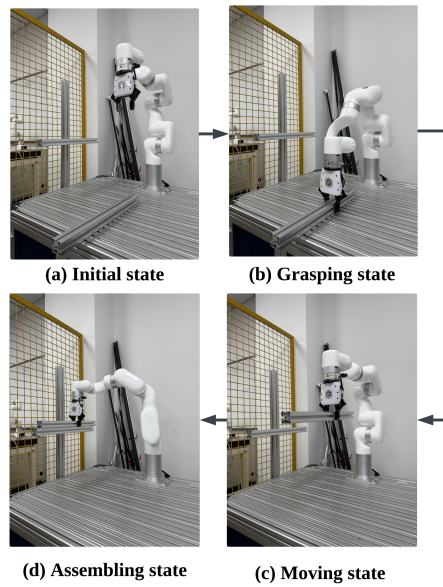 (a) Initial state
(b) Grasping state
(d) Assembling state
(c) Moving state